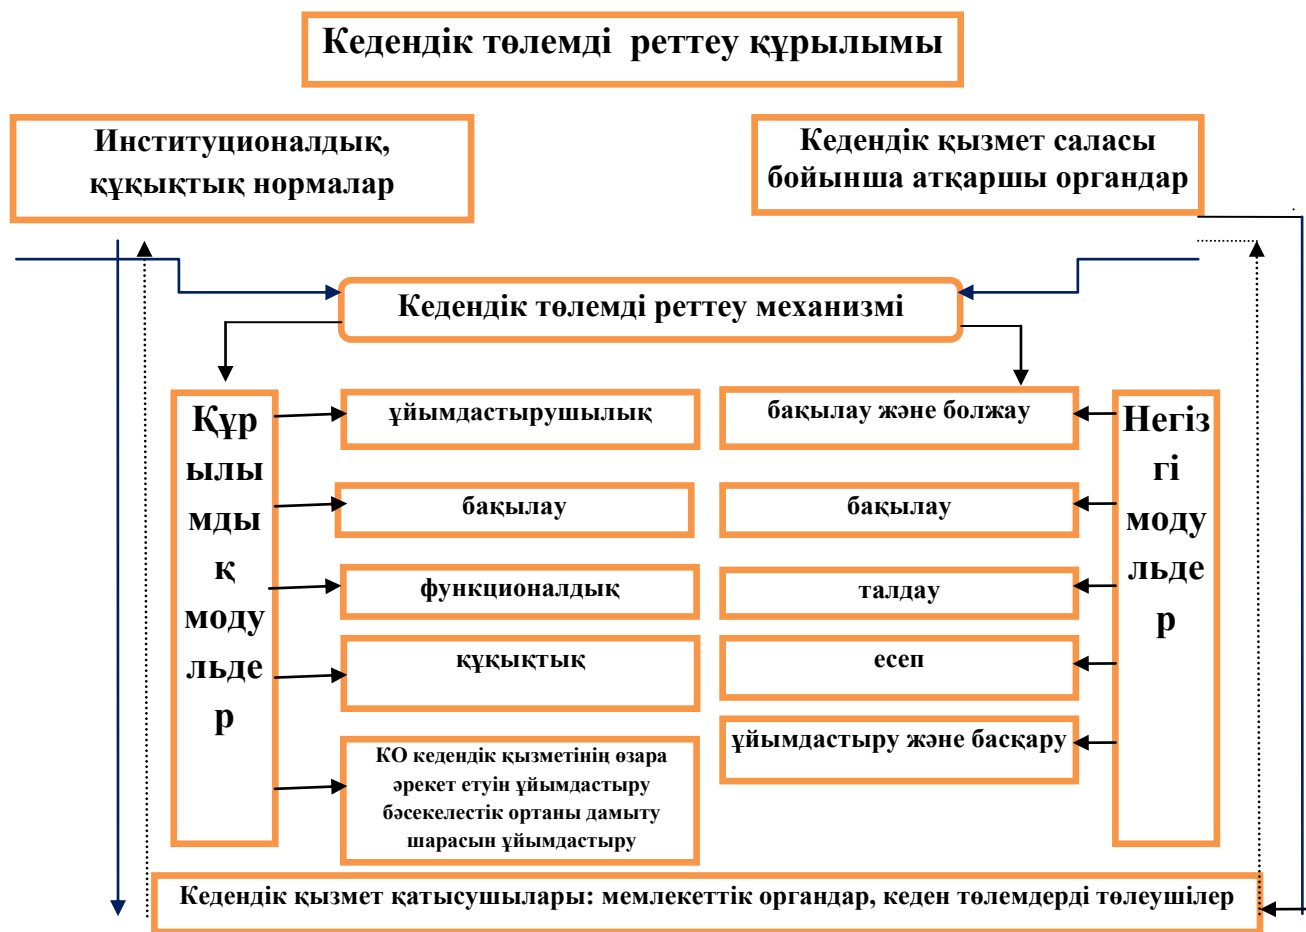 Кедендік төлемді реттеу құрылымы
Институционалдық,
құқықтық нормалар
Кедендік қызмет саласы
бойынша атқаршы органдар
Кедендік төлемді реттеу механизмі
Құр
ылы
мды
қ
моду
льде
р
ұйымдастырушылық
бақылау
функционалдық
құқықтық
КО кедендік қызметінің өзара
әрекет етуін ұйымдастыру
бәсекелестік ортаны дамыту
шарасын ұйымдастыру
бақылау және болжау
бақылау
талдау
есеп
ұйымдастыру және басқару
Негіз
гі
моду
льде
р
Кедендік қызмет қатысушылары: мемлекеттік органдар, кеден төлемдерді төлеушілер